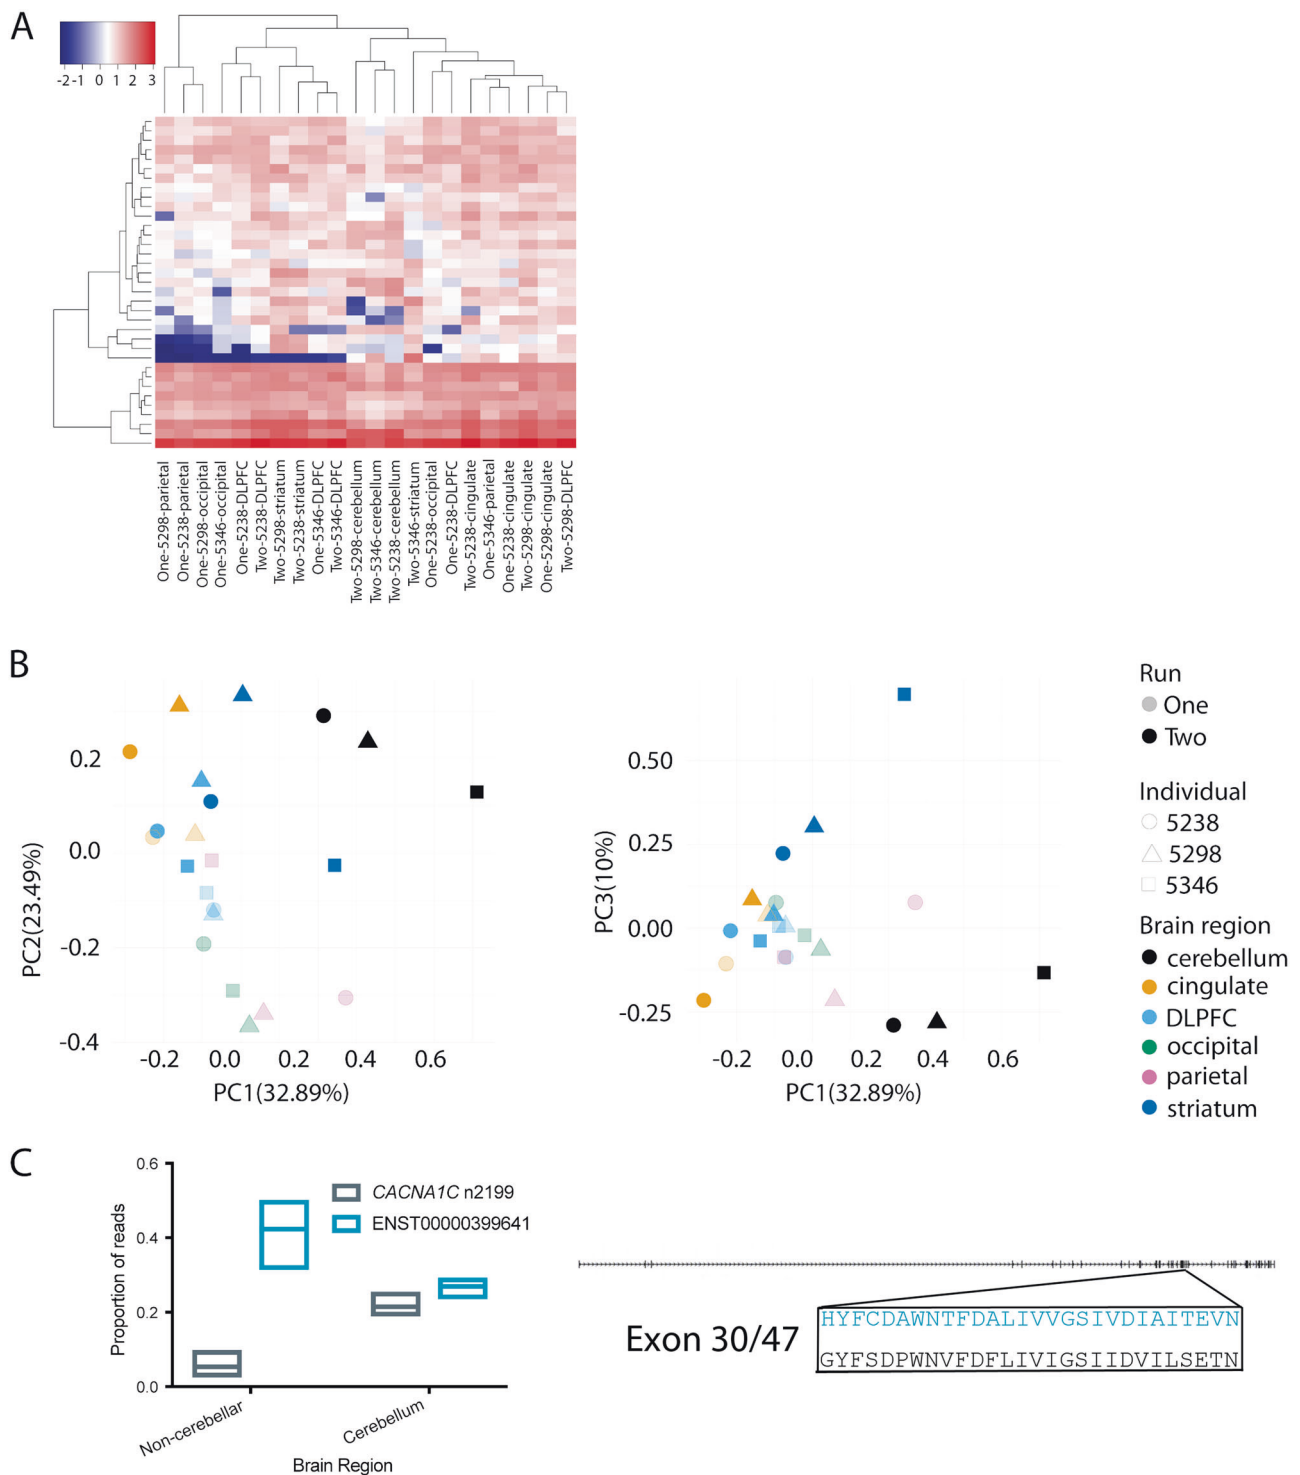 A
-2 -1 0 1 2 3
One-5298-parietal
One-5238-parietal
One-5298-occipital
One-5346-occipital
One-5238-DLPFC
Two-5238-DLPFC
Two-5298-striatum
Two-5238-striatum
One-5346-DLPFC
Two-5346-DLPFC
Two-5298-cerebellum
Two-5346-cerebellum
Two-5238-cerebellum
Two-5346-striatum
One-5238-occipital
One-5238-DLPFC
Two-5238-cingulate
One-5346-parietal
One-5238-cingulate
Two-5298-cingulate
One-5298-cingulate
Two-5298-DLPFC
B
0.2
0.0
-0.2
-0.4
PC2(23.49%)
-0.2 0.0 0.2 0.4 0.6
PC1(32.89%)
0.50
0.25
0.00
-0.25
PC3(10%)
-0.2 0.0 0.2 0.4 0.6
PC1(32.89%)
Run
One
Two
Individual
5238
5298
5346
Brain region
cerebellum
cingulate
DLPFC
occipital
parietal
striatum
C
0.6
0.4
0.2
0.0
Proportion of reads
CACNA1C n2199
ENST00000399641
Non-cerebellar
Cerebellum
Brain Region
Exon 30/47
HYFCDAWNTFDALIVVGSIVDIAITEVN
GYFSDPWNVFDFLIVIGSIIDVILSETN